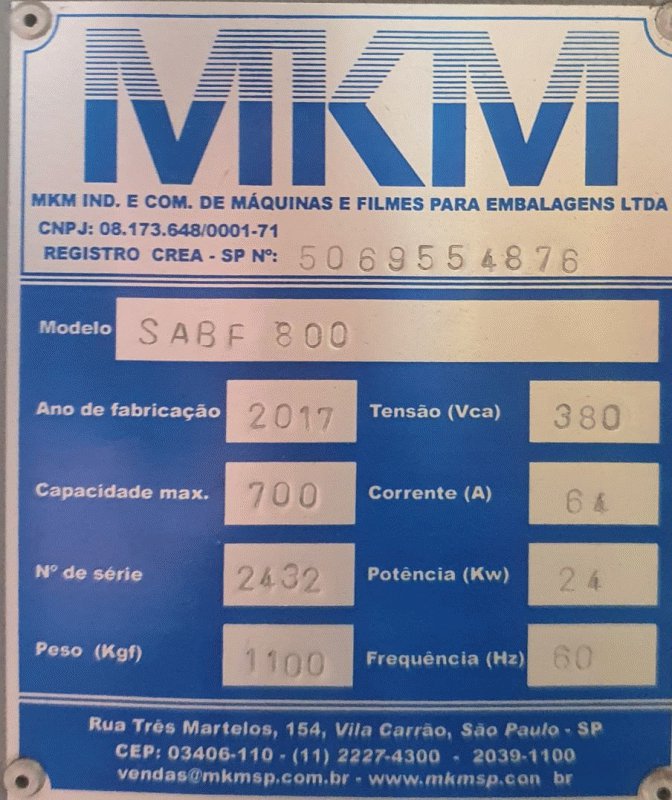 MKM
MKM IND. E COM. DE MÁQUINAS E FILMES PARA EMBALAGENS LTDA
CNPJ: 08.173.648/0001-71
REGISTRO CREA - SP Nº: 5069554876
Modelo SABF 800
Ano de fabricação 2017 Tensão (Vca) 380
Capacidade max. 700 Corrente (A) 64
Nº de série 2432 Potência (Kw) 24
Peso (Kgf) 1100 Frequência (Hz) 60
Rua Três Martelos, 154, Vila Carrão, São Paulo - SP
CEP: 03406-110 - (11) 2227-4300 - 2039-1100
vendas@mkmsp.com.br - www.mkmsp.con br